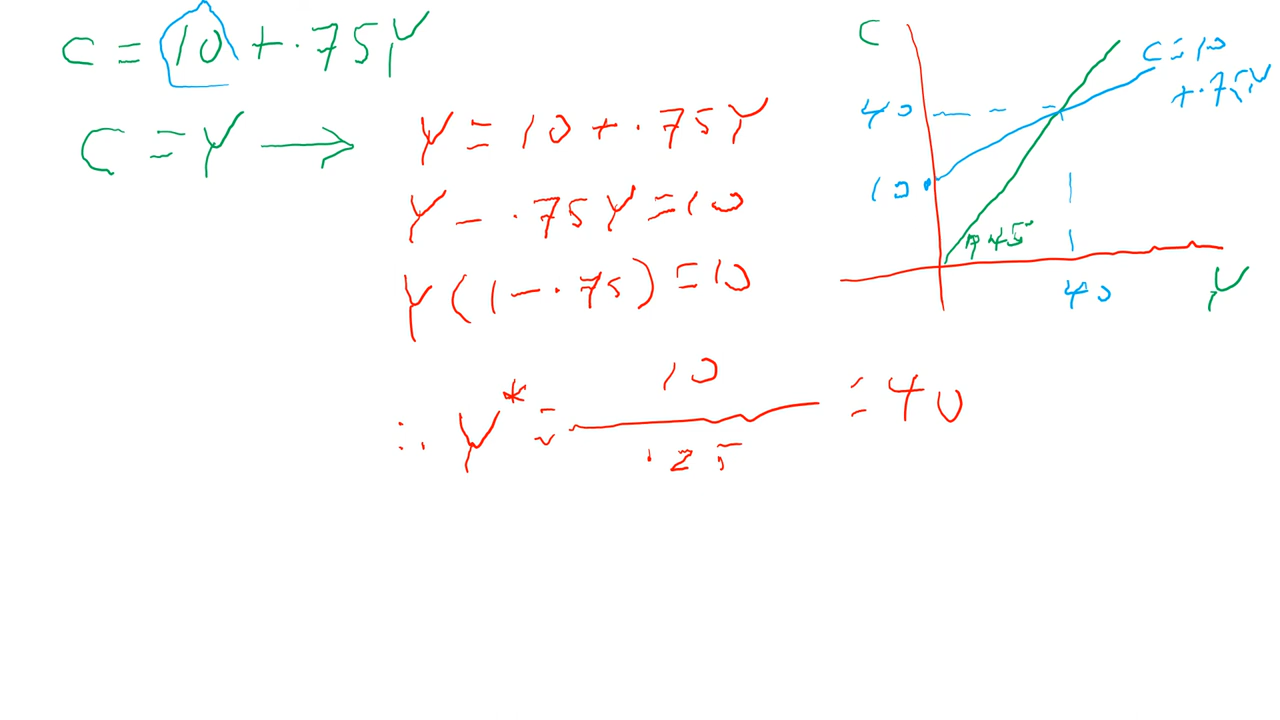 C = 10 + .75Y
C = Y →
Y = 10 + .75Y
Y - .75Y = 10
Y(1 - .75) = 10
∴ Y* = 10
.25
= 40
C
C = 10
+ .75Y
40
10
45°
40
Y